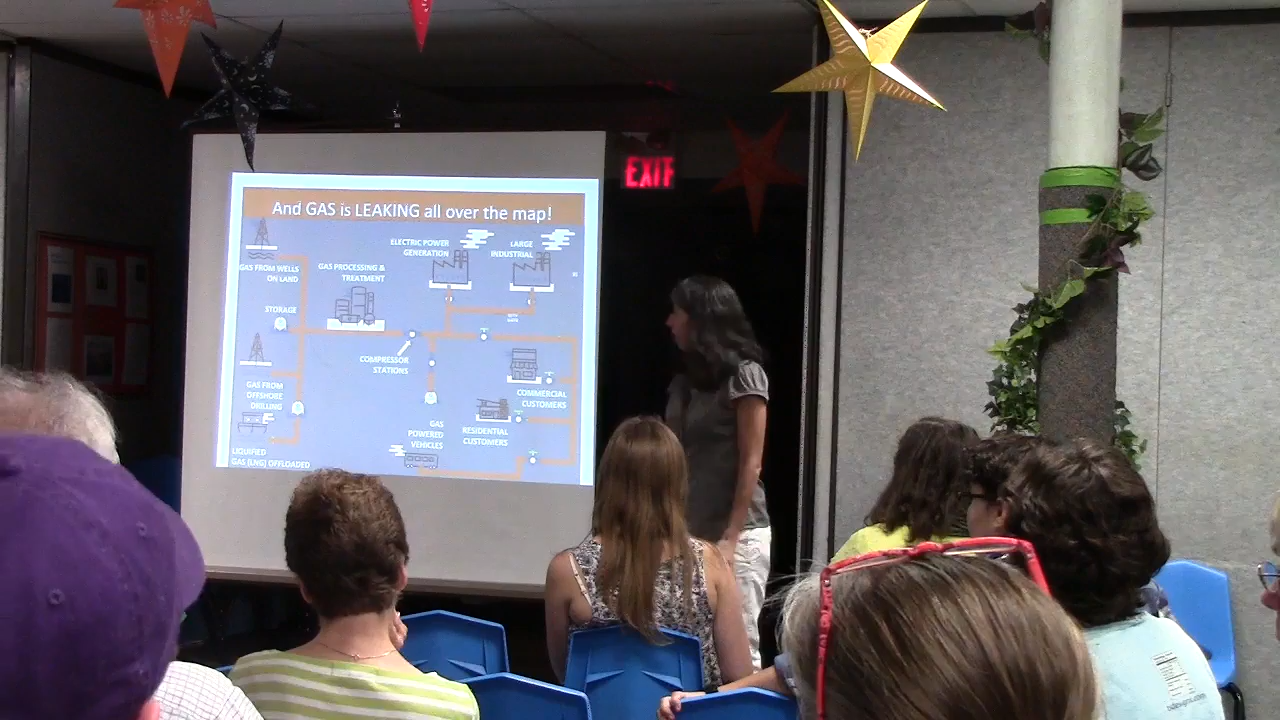 EXIT
And GAS is LEAKING all over the map!
ELECTRIC POWER
GENERATION
LARGE
INDUSTRIAL
GAS FROM WELLS
ON LAND
GAS PROCESSING &
TREATMENT
STORAGE
COMPRESSOR
STATIONS
GAS FROM
OFFSHORE
DRILLING
COMMERCIAL
CUSTOMERS
GAS
POWERED
VEHICLES
RESIDENTIAL
CUSTOMERS
LIQUIFIED
GAS (LNG) OFFLOADED